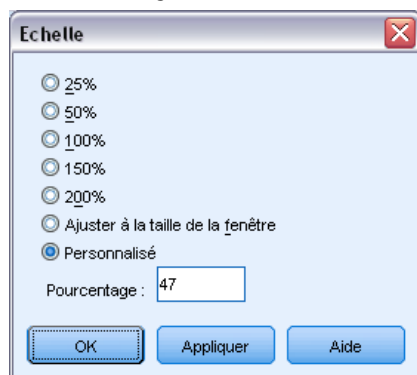 Echelle
25%
50%
100%
150%
200%
Ajuster à la taille de la fenêtre
Personnalisé
Pourcentage : 47
OK Appliquer Aide